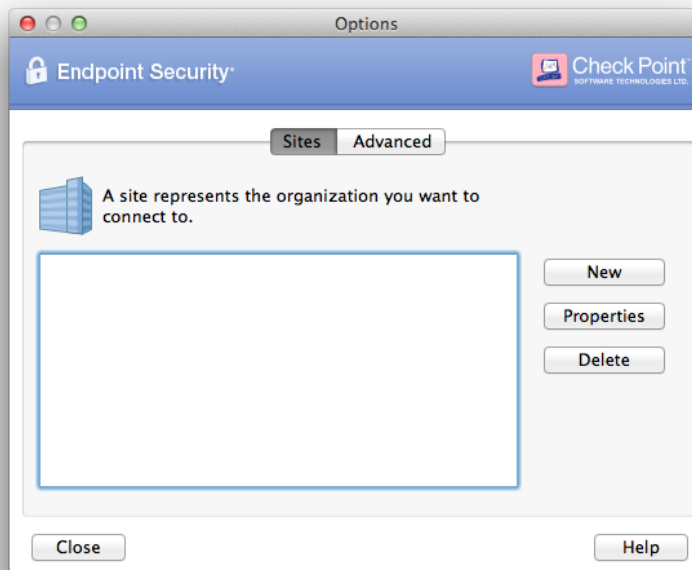 Options
Endpoint Security·
Check Point™
SOFTWARE TECHNOLOGIES LTD.
Sites
Advanced
A site represents the organization you want to
connect to.
New
Properties
Delete
Close
Help